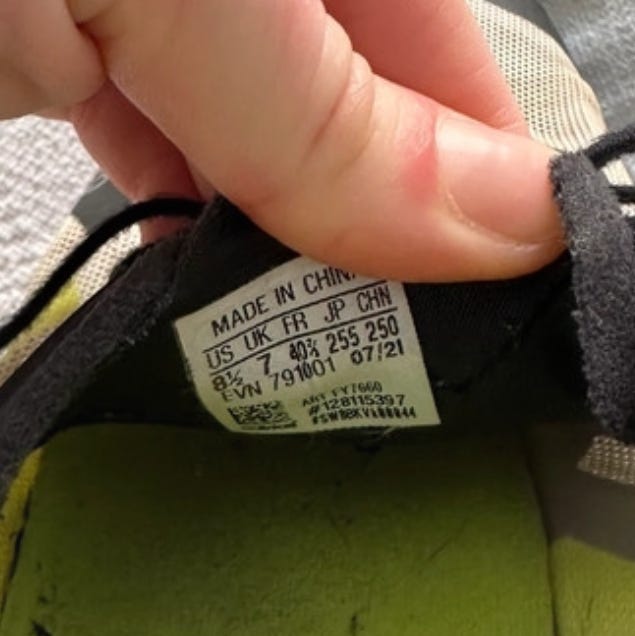 MADE IN CHINA
US UK FR JP CHN
8½ 7 40⅔ 255 250
EVN 791001 07/21
ART FY7660
#128115397